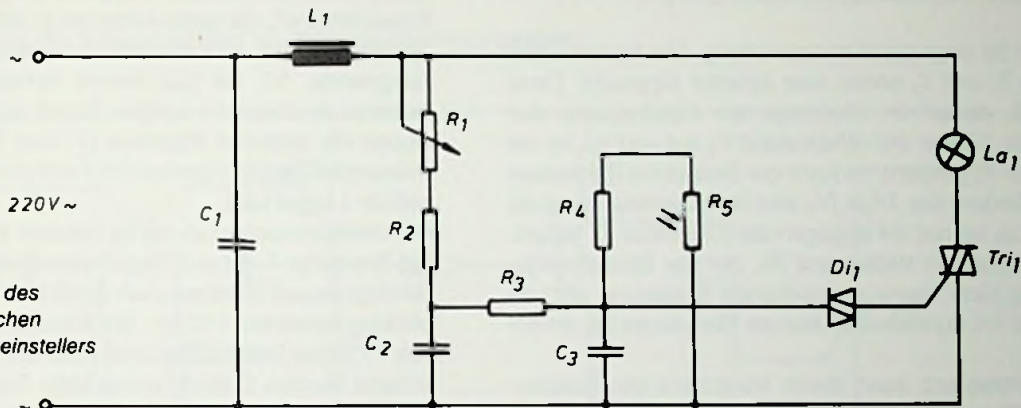 L1
~
R1
La1
220V~
C1
R2
R4
R5
Di1
Tri1
des
R3
chen
C2
C3
einstellers
~